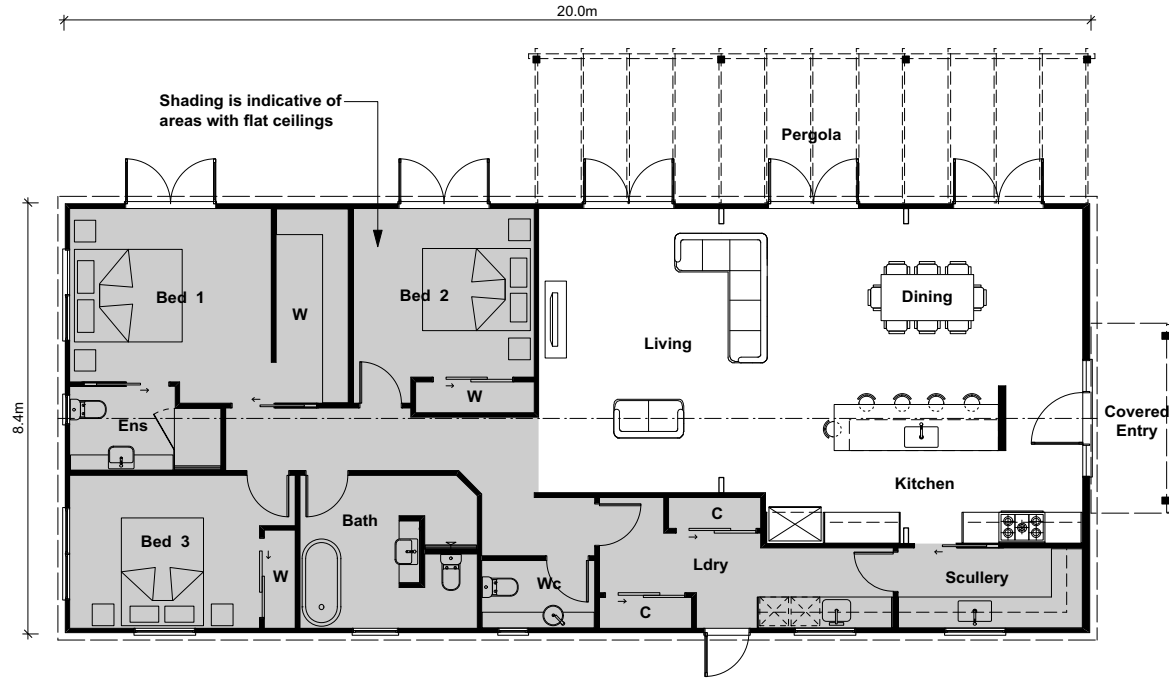 20.0m
Shading is indicative of
areas with flat ceilings
Pergola
8.4m
Bed 1
W
Bed 2
W
Living
Dining
Covered
Entry
Ens
Kitchen
Bed 3
W
Bath
Wc
C
Ldry
C
Scullery